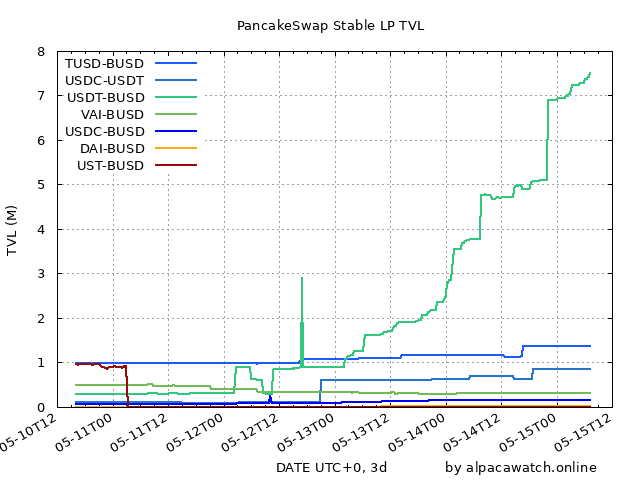 PancakeSwap Stable LP TVL
TUSD-BUSD
USDC-USDT
USDT-BUSD
VAI-BUSD
USDC-BUSD
DAI-BUSD
UST-BUSD
TVL (M)
8
7
6
5
4
3
2
1
0
05-10T12
05-11T00
05-11T12
05-12T00
05-12T12
05-13T00
05-13T12
05-14T00
05-14T12
05-15T00
05-15T12
DATE UTC+0, 3d
by alpacawatch.online